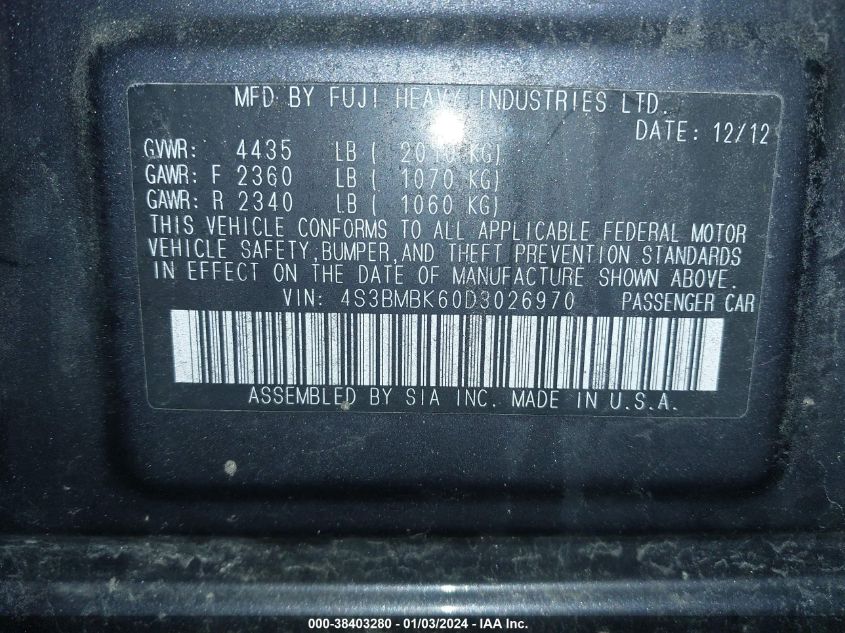 MFD BY FUJI HEAVY INDUSTRIES LTD.
DATE: 12/12
GVWR: 4435 LB ( 2010 KG)
GAWR: F 2360 LB ( 1070 KG)
GAWR: R 2340 LB ( 1060 KG)
THIS VEHICLE CONFORMS TO ALL APPLICABLE FEDERAL MOTOR
VEHICLE SAFETY,BUMPER,AND THEFT PREVENTION STANDARDS
IN EFFECT ON THE DATE OF MANUFACTURE SHOWN ABOVE.
VIN: 4S3BMBK60D3026970 PASSENGER CAR
ASSEMBLED BY SIA INC. MADE IN U.S.A.
000-38403280 - 01/03/2024 - IAA Inc.